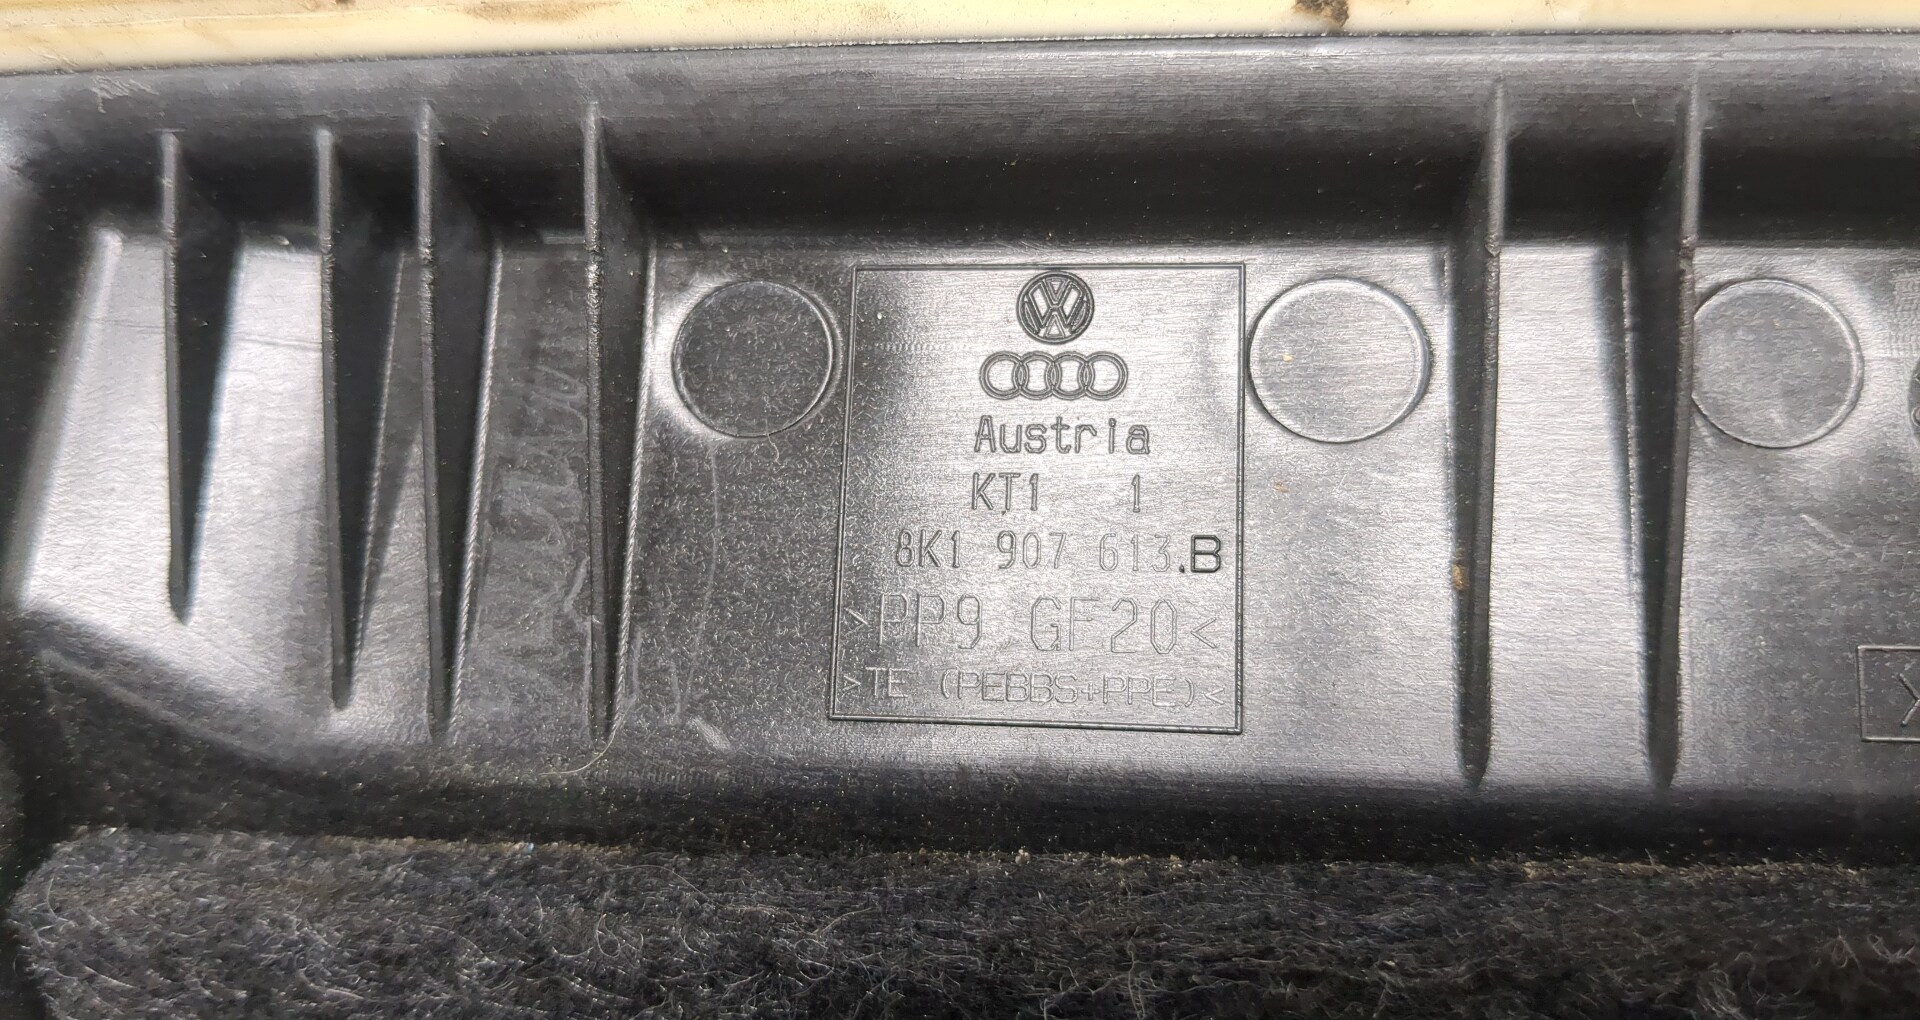 Austria
KT1 1
8K1 907 613.B
>PP9 GF20<
>TE (PEBBS+PPE)<